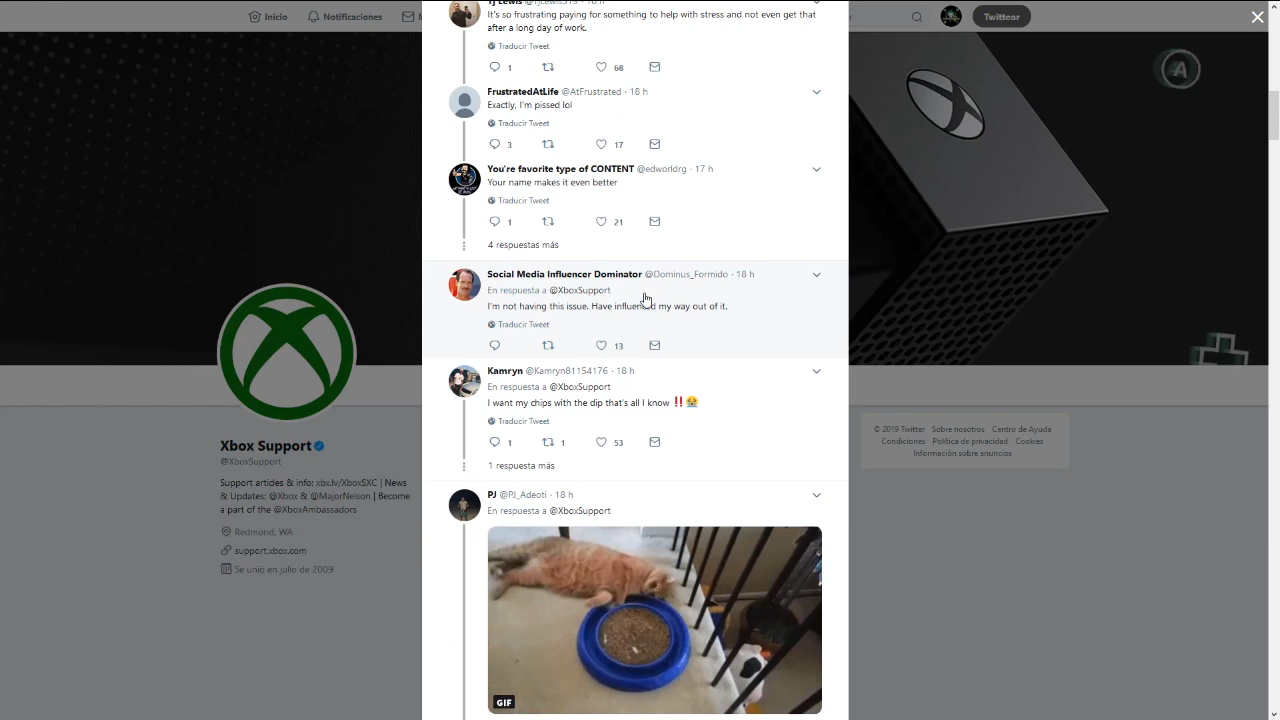 Inicio
Notificaciones
Twittear
TJ Lewis @TJLewis319 · 18 h
It's so frustrating paying for something to help with stress and not even get that
after a long day of work.
Traducir Tweet
1 68
FrustratedAtLife @AtFrustrated · 18 h
Exactly, I'm pissed lol
Traducir Tweet
3 17
You're favorite type of CONTENT @edworldrg · 17 h
Your name makes it even better
Traducir Tweet
1 21
4 respuestas más
Social Media Influencer Dominator @Dominus_Formido · 18 h
En respuesta a @XboxSupport
I'm not having this issue. Have influenced my way out of it.
Traducir Tweet
13
Kamryn @Kamryn81154176 · 18 h
En respuesta a @XboxSupport
I want my chips with the dip that's all I know ‼️😭
Traducir Tweet
1 1 53
1 respuesta más
PJ @PJ_Adeoti · 18 h
En respuesta a @XboxSupport
GIF
Xbox Support
@XboxSupport
Support articles & info: xbx.lv/XboxSXC | News
& Updates: @Xbox & @MajorNelson | Become
a part of the @XboxAmbassadors
Redmond, WA
support.xbox.com
Se unió en julio de 2009
A
© 2019 Twitter Sobre nosotros Centro de Ayuda
Condiciones Política de privacidad Cookies
Información sobre anuncios